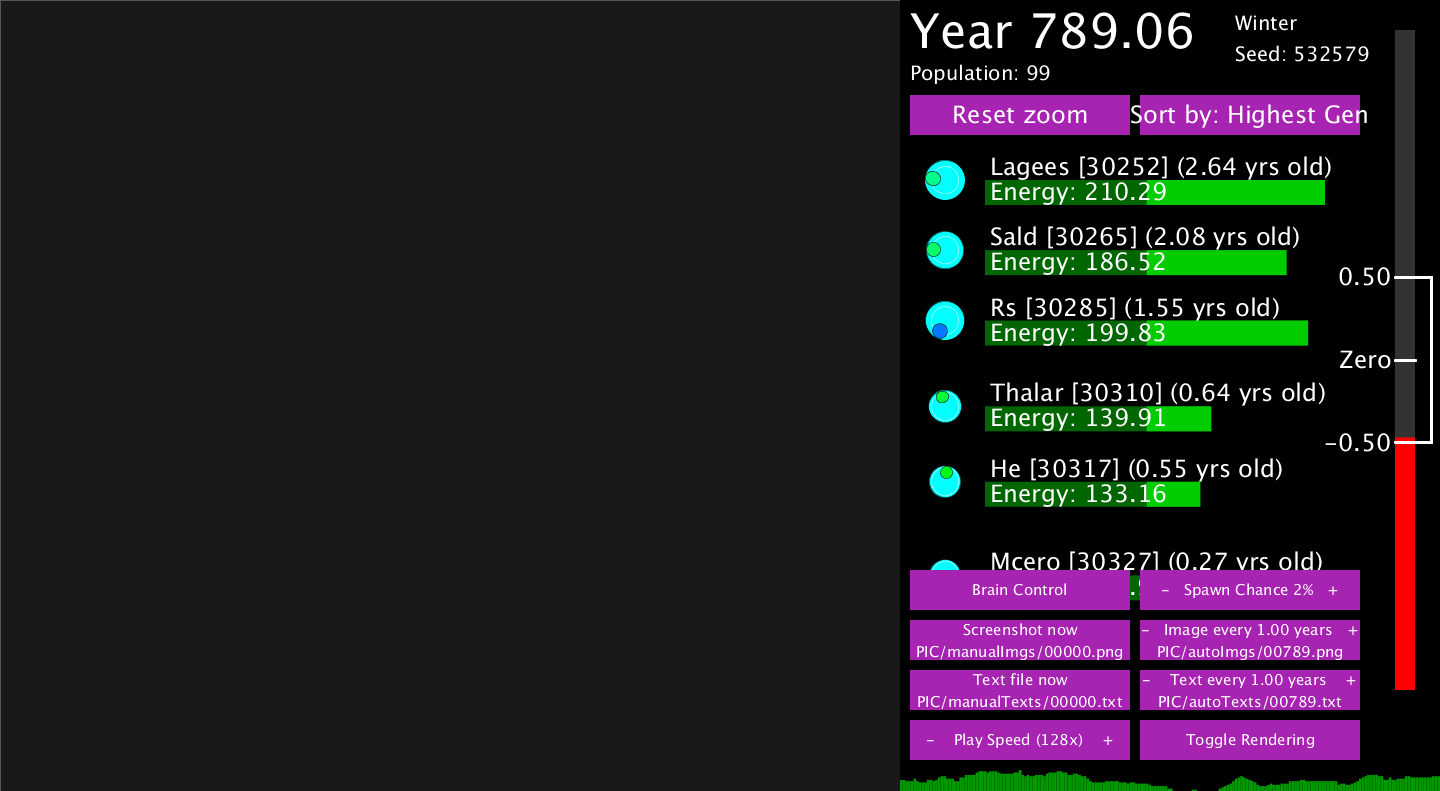 Year 789.06
Winter
Seed: 532579
Population: 99
Reset zoom
Sort by: Highest Gen
Lagees [30252] (2.64 yrs old)
Energy: 210.29
Sald [30265] (2.08 yrs old)
Energy: 186.52
Rs [30285] (1.55 yrs old)
Energy: 199.83
Thalar [30310] (0.64 yrs old)
Energy: 139.91
He [30317] (0.55 yrs old)
Energy: 133.16
Mcero [30327] (0.27 yrs old)
0.50
Zero
-0.50
Brain Control
- Spawn Chance 2% +
Screenshot now
PIC/manualImgs/00000.png
- Image every 1.00 years +
PIC/autoImgs/00789.png
Text file now
PIC/manualTexts/00000.txt
- Text every 1.00 years +
PIC/autoTexts/00789.txt
- Play Speed (128x) +
Toggle Rendering